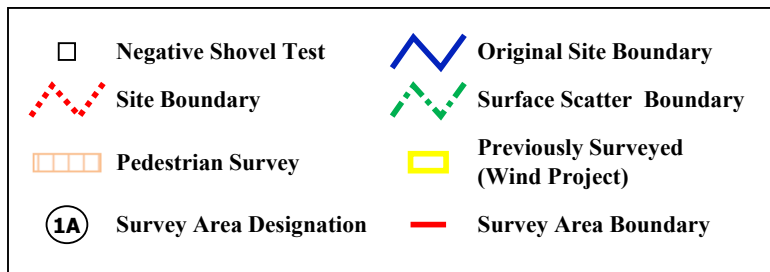 Negative Shovel Test
Original Site Boundary
Site Boundary
Surface Scatter Boundary
Pedestrian Survey
Previously Surveyed
(Wind Project)
1A
Survey Area Designation
Survey Area Boundary